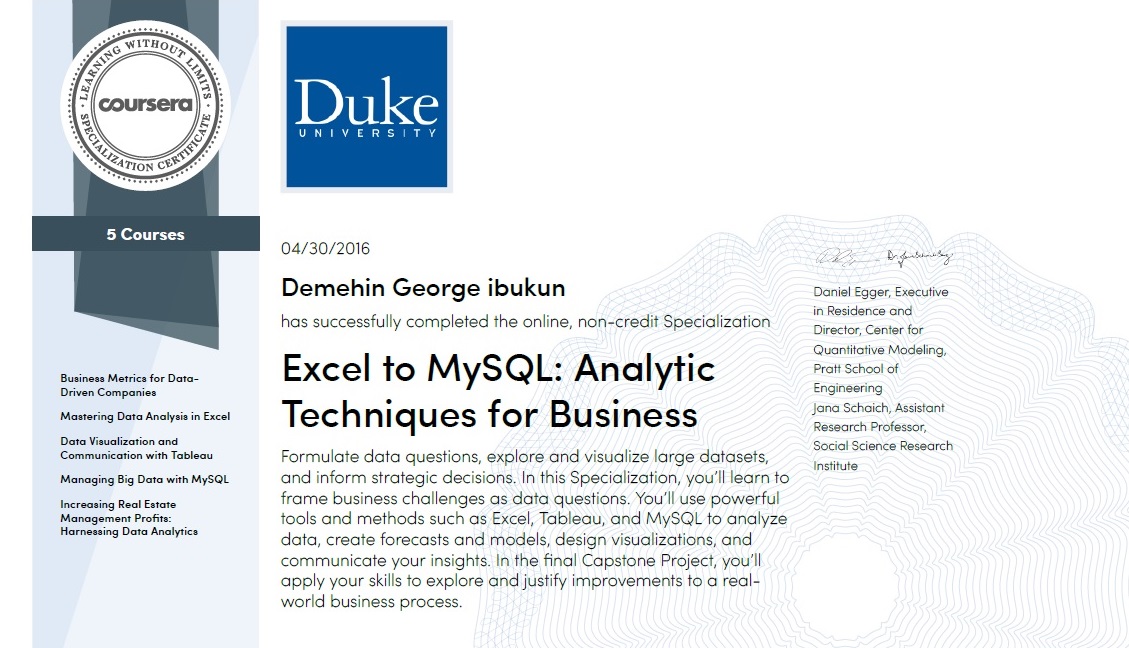 LEARNING WITHOUT LIMITS
coursera
SPECIALIZATION CERTIFICATE
5 Courses
Business Metrics for Data-
Driven Companies
Mastering Data Analysis in Excel
Data Visualization and
Communication with Tableau
Managing Big Data with MySQL
Increasing Real Estate
Management Profits:
Harnessing Data Analytics
Duke
UNIVERSITY
04/30/2016
Demehin George ibukun
has successfully completed the online, non-credit Specialization
Excel to MySQL: Analytic
Techniques for Business
Formulate data questions, explore and visualize large datasets,
and inform strategic decisions. In this Specialization, you'll learn to
frame business challenges as data questions. You'll use powerful
tools and methods such as Excel, Tableau, and MySQL to analyze
data, create forecasts and models, design visualizations, and
communicate your insights. In the final Capstone Project, you'll
apply your skills to explore and justify improvements to a real-
world business process.
Daniel Egger, Executive
in Residence and
Director, Center for
Quantitative Modeling,
Pratt School of
Engineering
Jana Schaich, Assistant
Research Professor,
Social Science Research
Institute